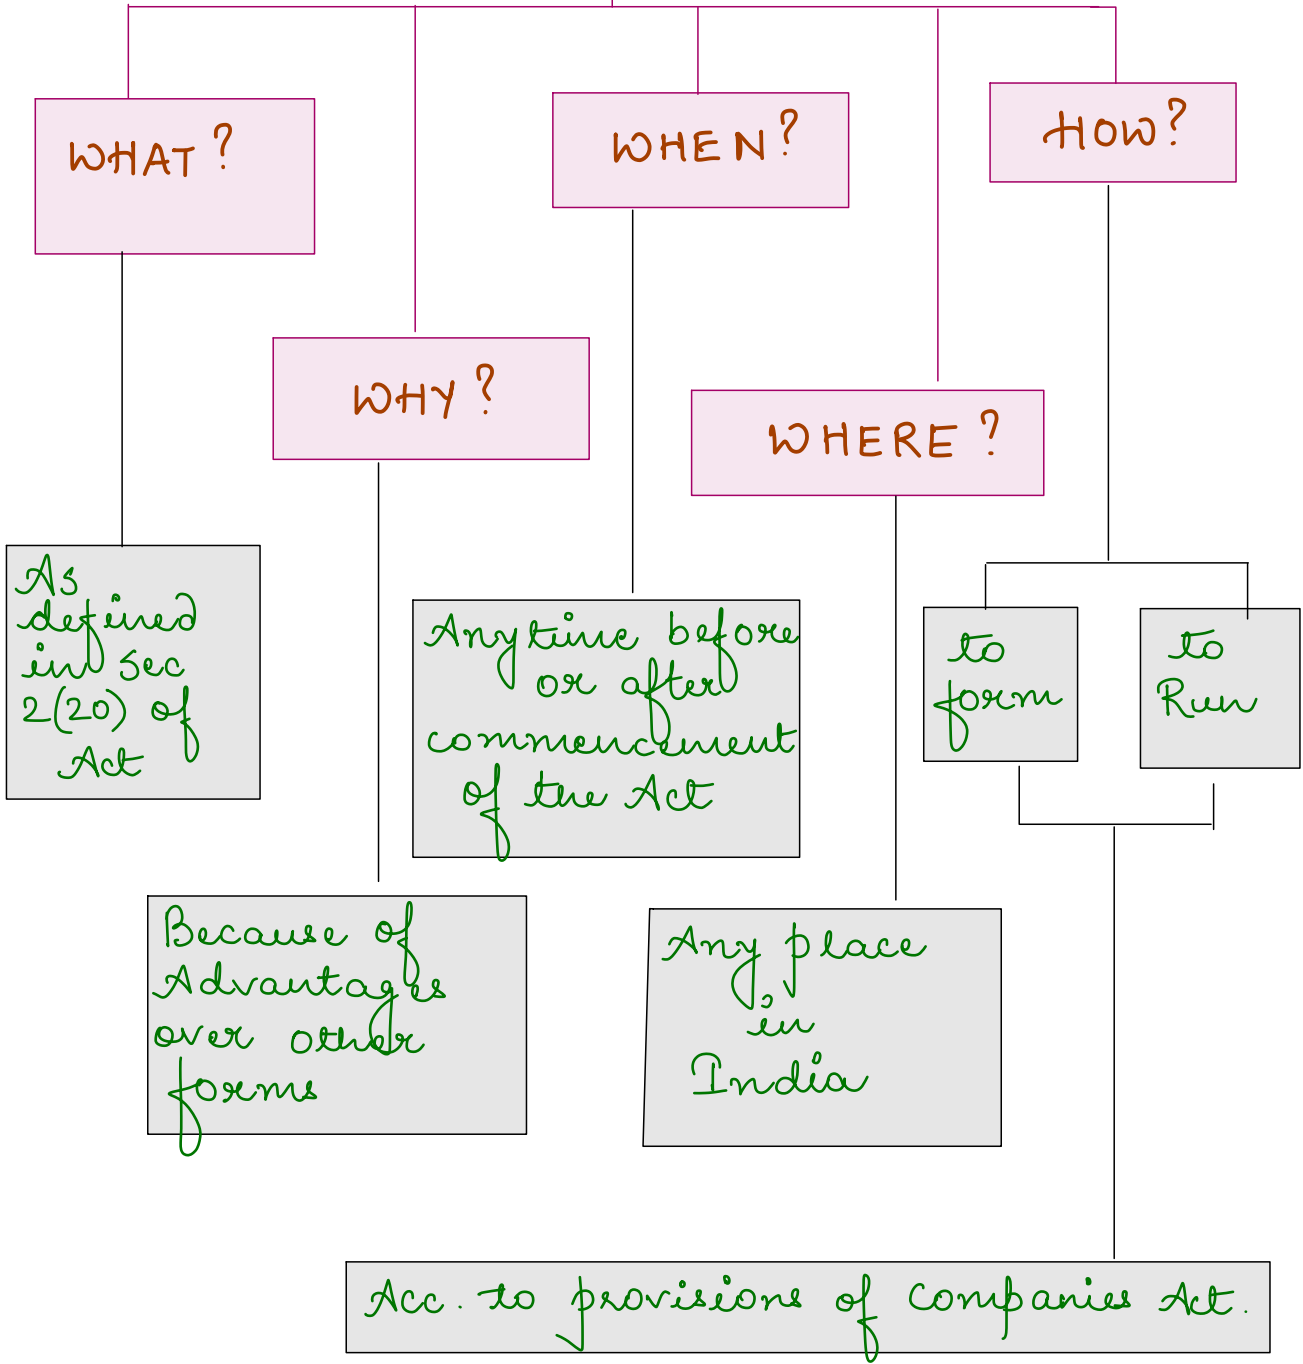 WHAT?
WHEN?
HOW?
WHY?
WHERE?
As
defined
in sec
2(20) of
Act
Anytime before
or after
commencement
of the Act
to
form
to
Run
Because of
Advantages
over other
forms
Any place
in
India
Acc. to provisions of companies Act.